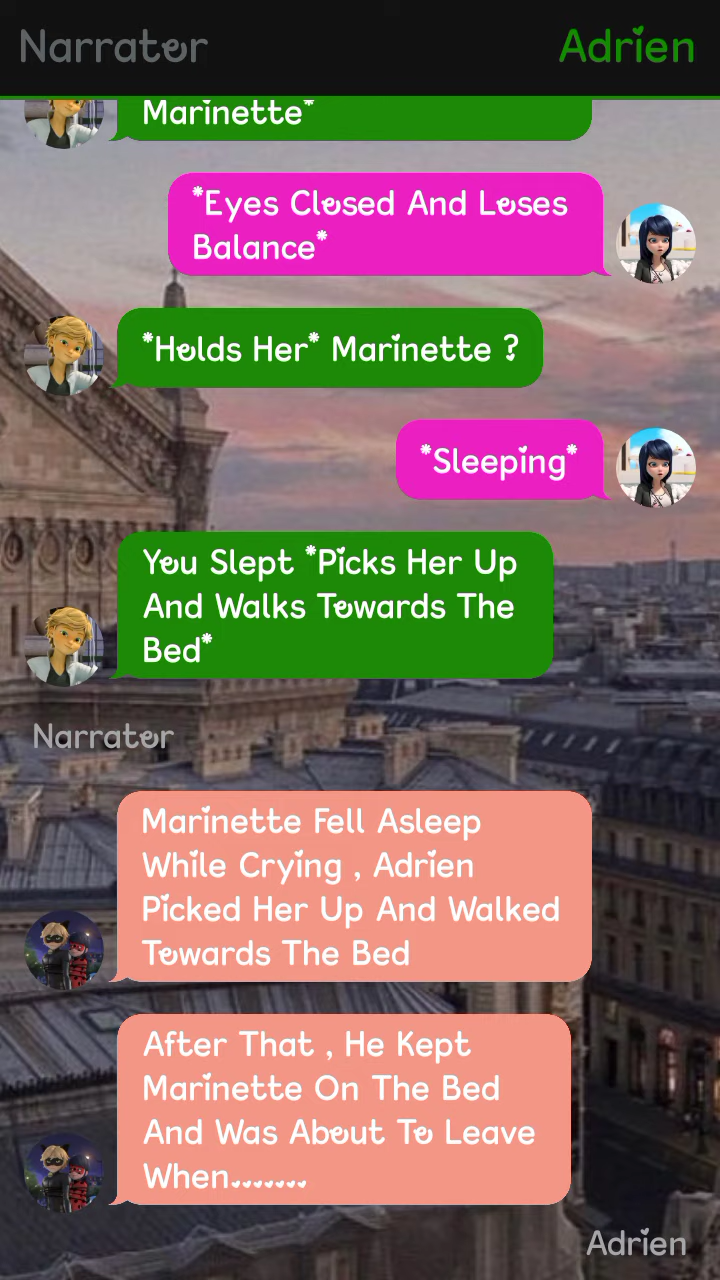 Narrator Adrien
Marinette*
*Eyes Closed And Loses
Balance*
*Holds Her* Marinette ?
*Sleeping*
You Slept *Picks Her Up
And Walks Towards The
Bed*
Narrator
Marinette Fell Asleep
While Crying , Adrien
Picked Her Up And Walked
Towards The Bed
After That , He Kept
Marinette On The Bed
And Was About To Leave
When.......
Adrien